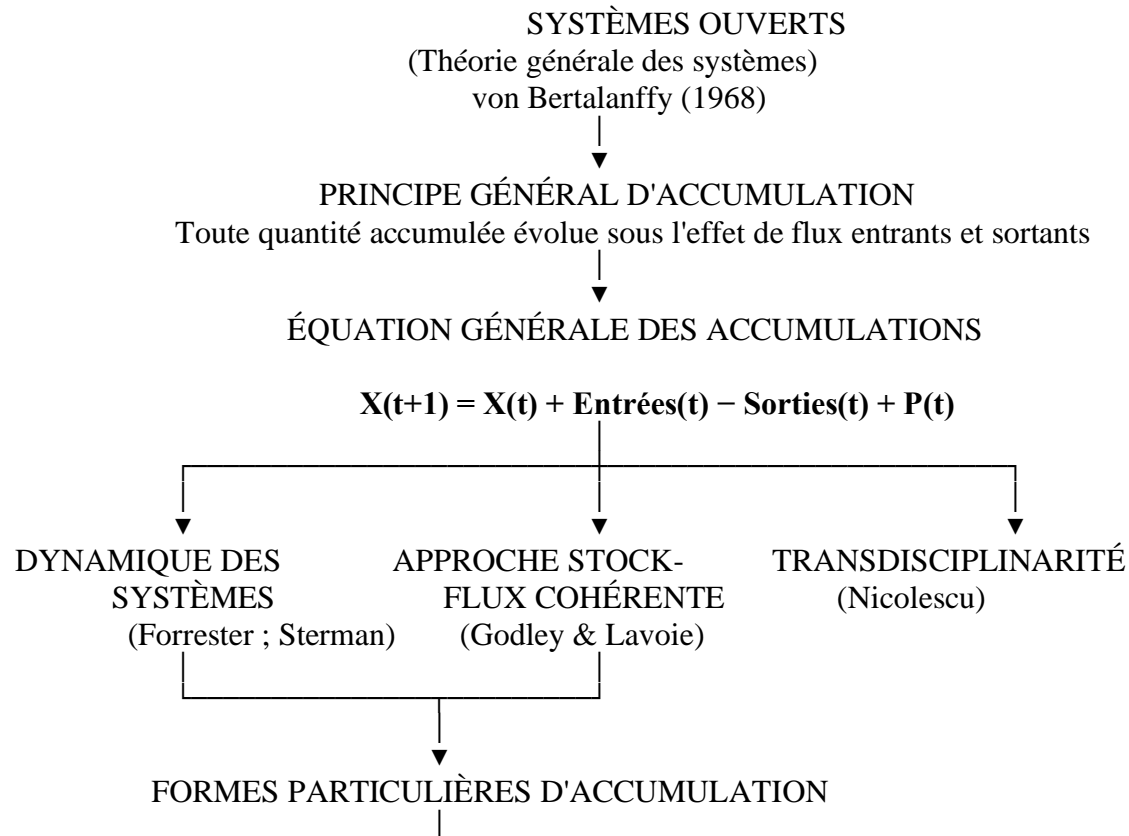 SYSTÈMES OUVERTS
(Théorie générale des systèmes)
von Bertalanffy (1968)
PRINCIPE GÉNÉRAL D'ACCUMULATION
Toute quantité accumulée évolue sous l'effet de flux entrants et sortants
ÉQUATION GÉNÉRALE DES ACCUMULATIONS
X(t+1) = X(t) + Entrées(t) − Sorties(t) + P(t)
DYNAMIQUE DES
SYSTÈMES
(Forrester ; Sterman)
APPROCHE STOCK-
FLUX COHÉRENTE
(Godley & Lavoie)
TRANSDISCIPLINARITÉ
(Nicolescu)
FORMES PARTICULIÈRES D'ACCUMULATION